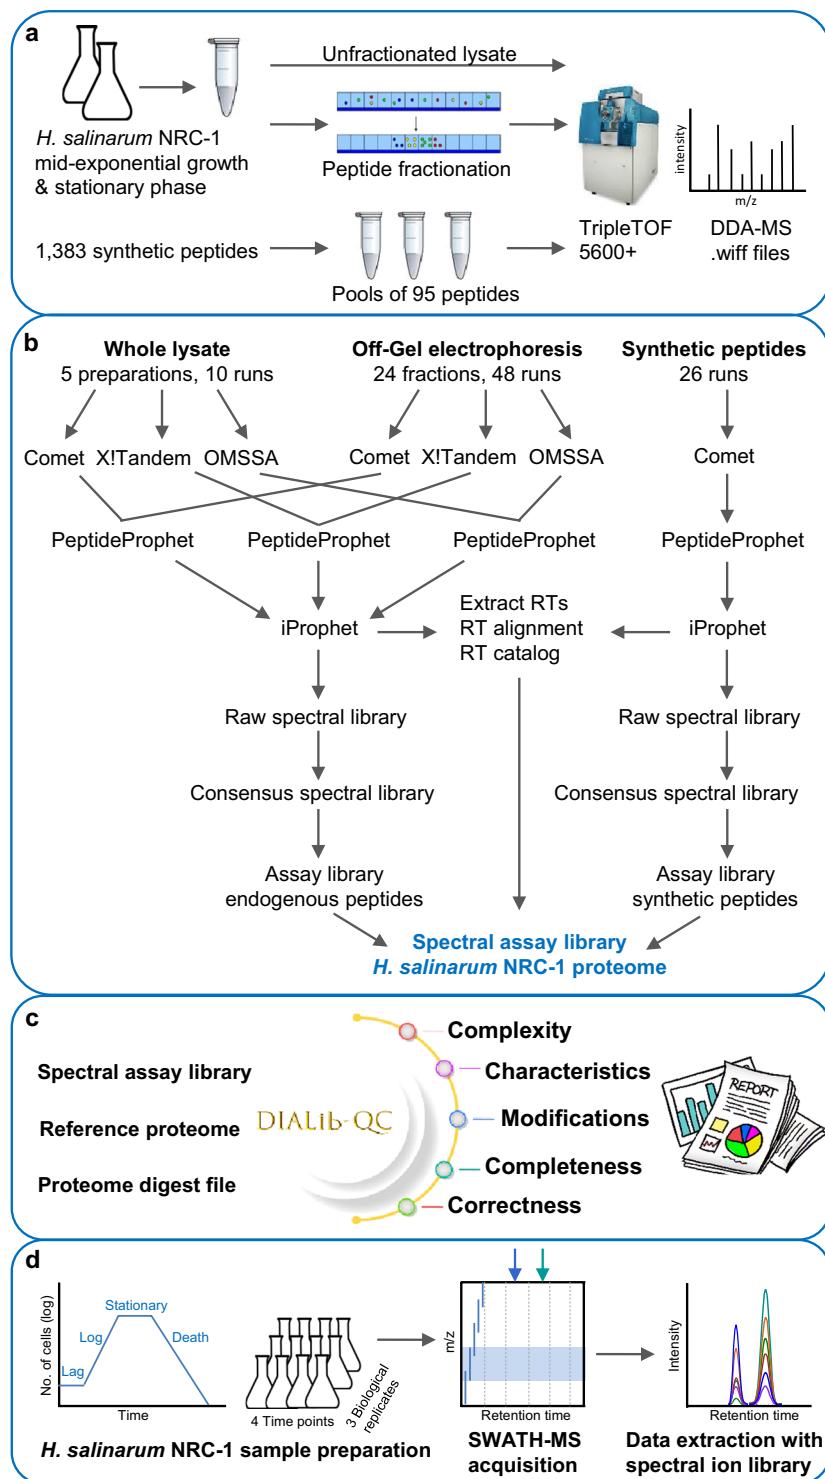 a
Unfractionated lysate
H. salinarum NRC-1
mid-exponential growth
& stationary phase
Peptide fractionation
intensity
m/z
1,383 synthetic peptides
Pools of 95 peptides
TripleTOF
5600+
DDA-MS
.wiff files
b
Whole lysate
5 preparations, 10 runs
Off-Gel electrophoresis
24 fractions, 48 runs
Synthetic peptides
26 runs
Comet X!Tandem OMSSA
Comet X!Tandem OMSSA
Comet
PeptideProphet PeptideProphet PeptideProphet PeptideProphet
iProphet
Extract RTs
RT alignment
RT catalog
iProphet
Raw spectral library
Raw spectral library
Consensus spectral library
Consensus spectral library
Assay library
endogenous peptides
Assay library
synthetic peptides
Spectral assay library
H. salinarum NRC-1 proteome
c
Spectral assay library
Reference proteome
Proteome digest file
DIALib-QC
Complexity
Characteristics
Modifications
Completeness
Correctness
REPORT
d
No. of cells (log)
Lag
Log
Stationary
Death
Time
4 Time points
3 Biological
replicates
H. salinarum NRC-1 sample preparation
m/z
Retention time
SWATH-MS
acquisition
Intensity
Retention time
Data extraction with
spectral ion library